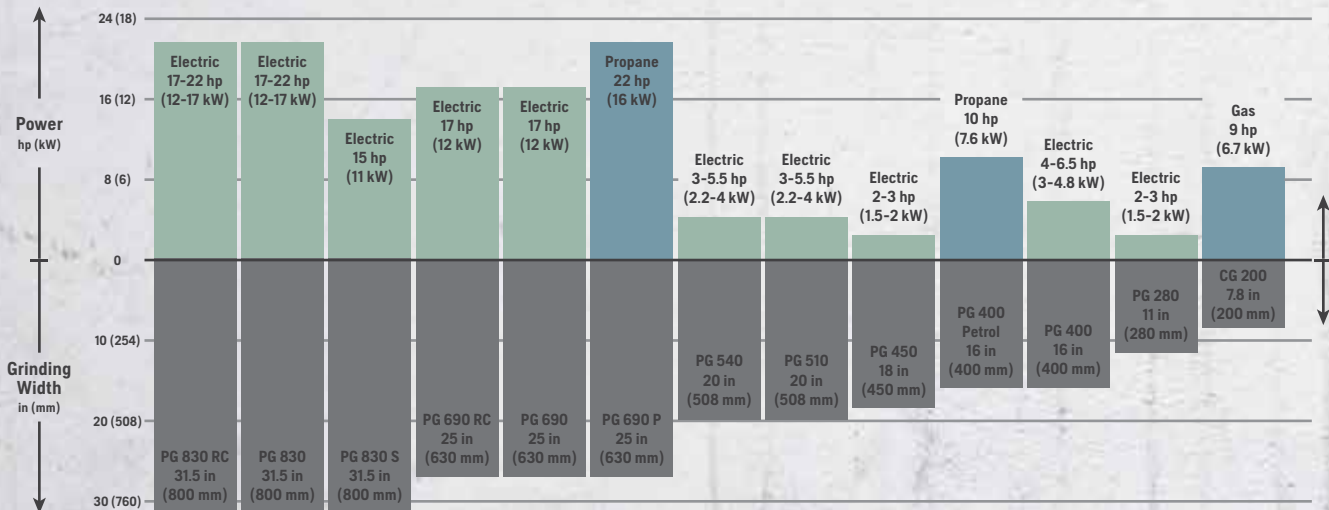 24 (18)
16 (12)
8 (6)
0
10 (254)
20 (508)
30 (760)
Power
hp (kW)
Grinding
Width
in (mm)
Electric
17-22 hp
(12-17 kW)
Electric
17-22 hp
(12-17 kW)
Electric
15 hp
(11 kW)
Electric
17 hp
(12 kW)
Electric
17 hp
(12 kW)
Propane
22 hp
(16 kW)
Electric
3-5.5 hp
(2.2-4 kW)
Electric
3-5.5 hp
(2.2-4 kW)
Electric
2-3 hp
(1.5-2 kW)
Propane
10 hp
(7.6 kW)
Electric
4-6.5 hp
(3-4.8 kW)
Electric
2-3 hp
(1.5-2 kW)
Gas
9 hp
(6.7 kW)
PG 830 RC
31.5 in
(800 mm)
PG 830
31.5 in
(800 mm)
PG 830 S
31.5 in
(800 mm)
PG 690 RC
25 in
(630 mm)
PG 690
25 in
(630 mm)
PG 690 P
25 in
(630 mm)
PG 540
20 in
(508 mm)
PG 510
20 in
(508 mm)
PG 450
18 in
(450 mm)
PG 400
Petrol
16 in
(400 mm)
PG 400
16 in
(400 mm)
PG 280
11 in
(280 mm)
CG 200
7.8 in
(200 mm)